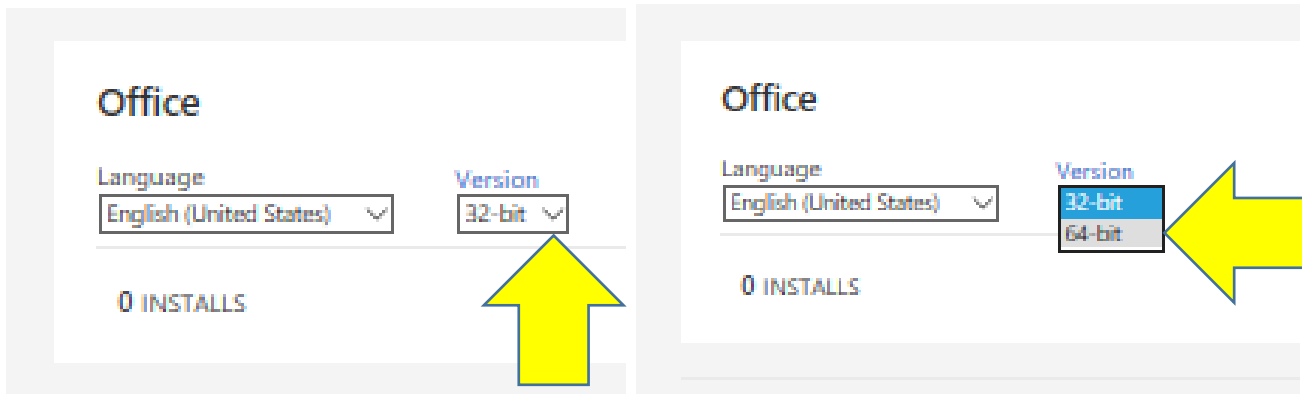 Office
Language
Version
English (United States)
32-bit
0 INSTALLS
Office
Language
Version
English (United States)
32-bit
64-bit
0 INSTALLS